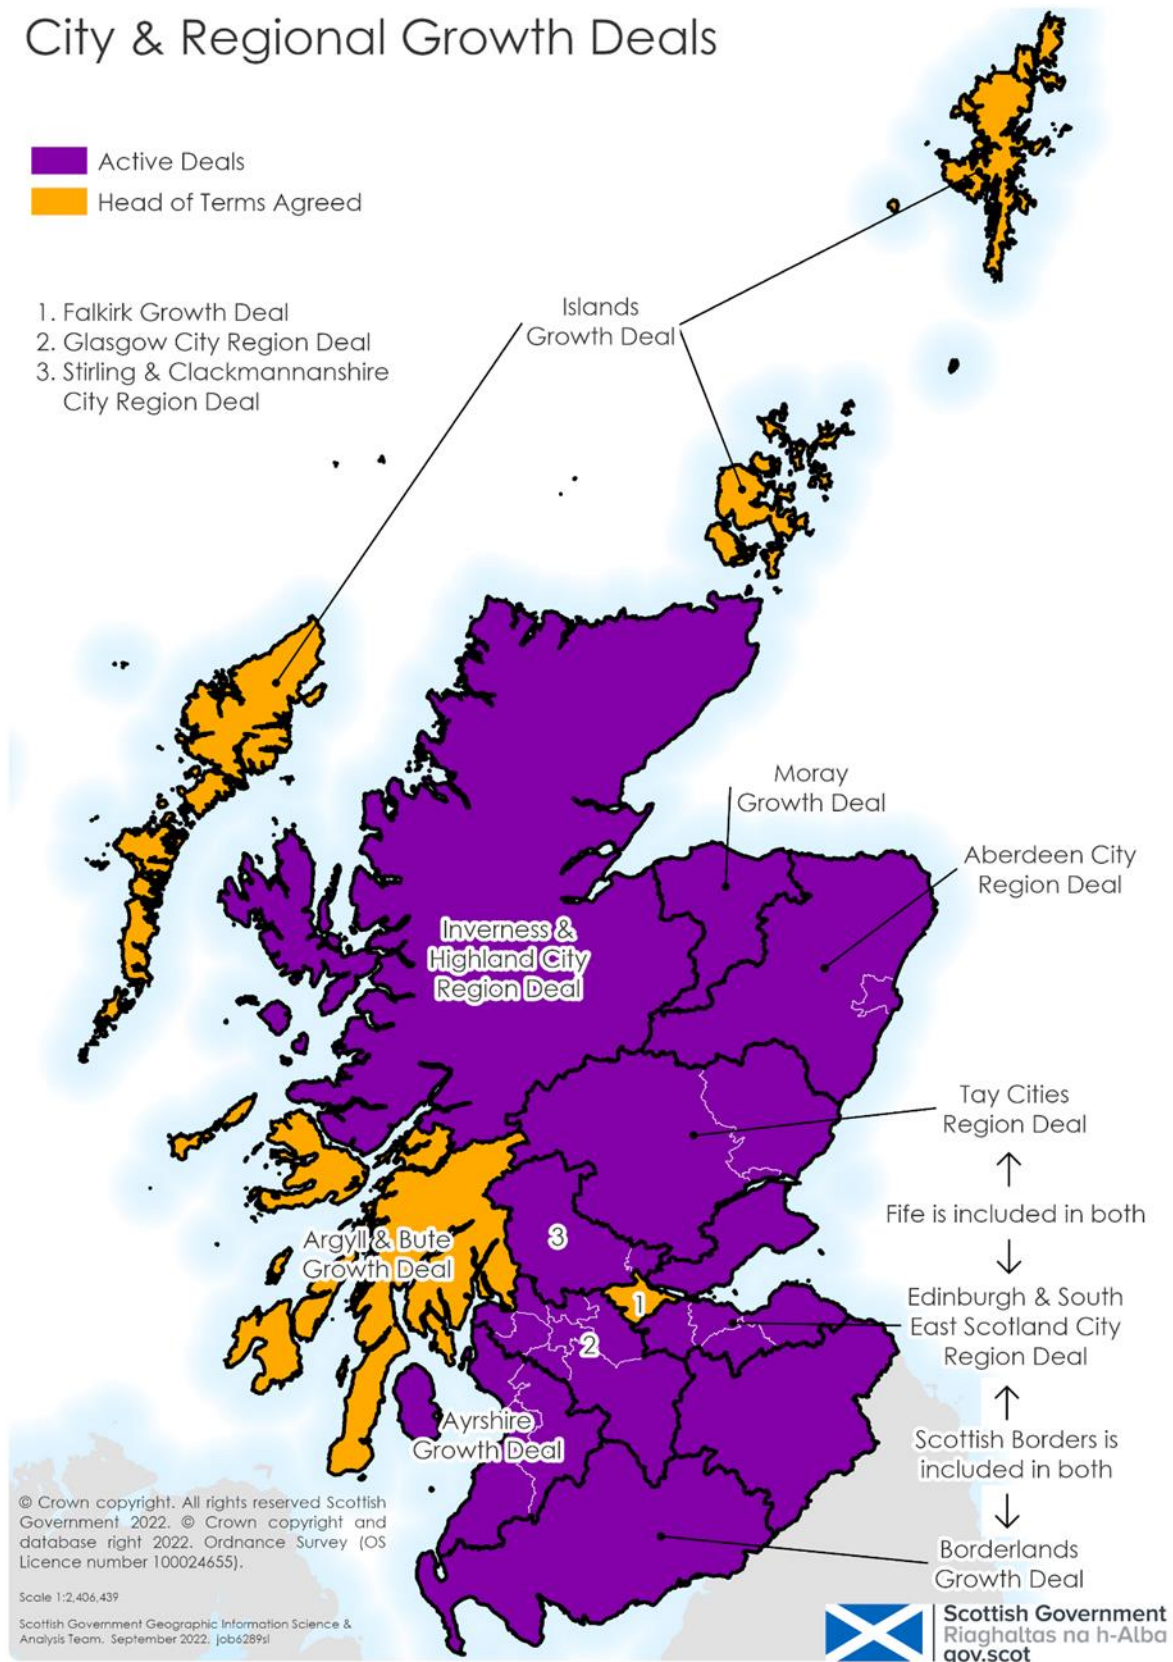 City & Regional Growth Deals
Active Deals
Head of Terms Agreed
1. Falkirk Growth Deal
2. Glasgow City Region Deal
3. Stirling & Clackmannanshire
City Region Deal
Islands
Growth Deal
Moray
Growth Deal
Aberdeen City
Region Deal
Inverness &
Highland City
Region Deal
Tay Cities
Region Deal
Fife is included in both
Argyll & Bute
Growth Deal
3
1
2
Edinburgh & South
East Scotland City
Region Deal
Ayrshire
Growth Deal
Scottish Borders is
included in both
Borderlands
Growth Deal
© Crown copyright. All rights reserved Scottish
Government 2022. © Crown copyright and
database right 2022. Ordnance Survey (OS
Licence number 100024655).
Scale 1:2,406,439
Scottish Government Geographic Information Science &
Analysis Team. September 2022. job6289sl
Scottish Government
Riaghaltas na h-Alba
gov.scot